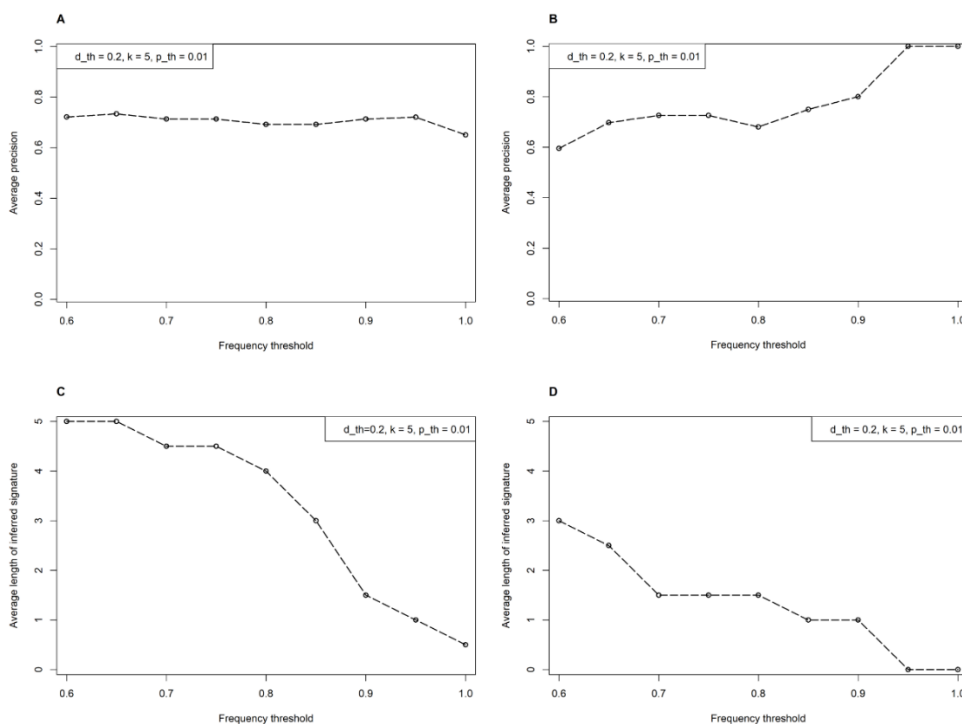 A
d_th = 0.2, k = 5, p_th = 0.01
Average precision
1.0
0.8
0.6
0.4
0.2
0.0
0.6 0.7 0.8 0.9 1.0
Frequency threshold
B
d_th = 0.2, k = 5, p_th = 0.01
Average precision
1.0
0.8
0.6
0.4
0.2
0.0
0.6 0.7 0.8 0.9 1.0
Frequency threshold
C
d_th=0.2, k = 5, p_th = 0.01
Average length of inferred signature
5
4
3
2
1
0
0.6 0.7 0.8 0.9 1.0
Frequency threshold
D
d_th = 0.2, k = 5, p_th = 0.01
Average length of inferred signature
5
4
3
2
1
0
0.6 0.7 0.8 0.9 1.0
Frequency threshold